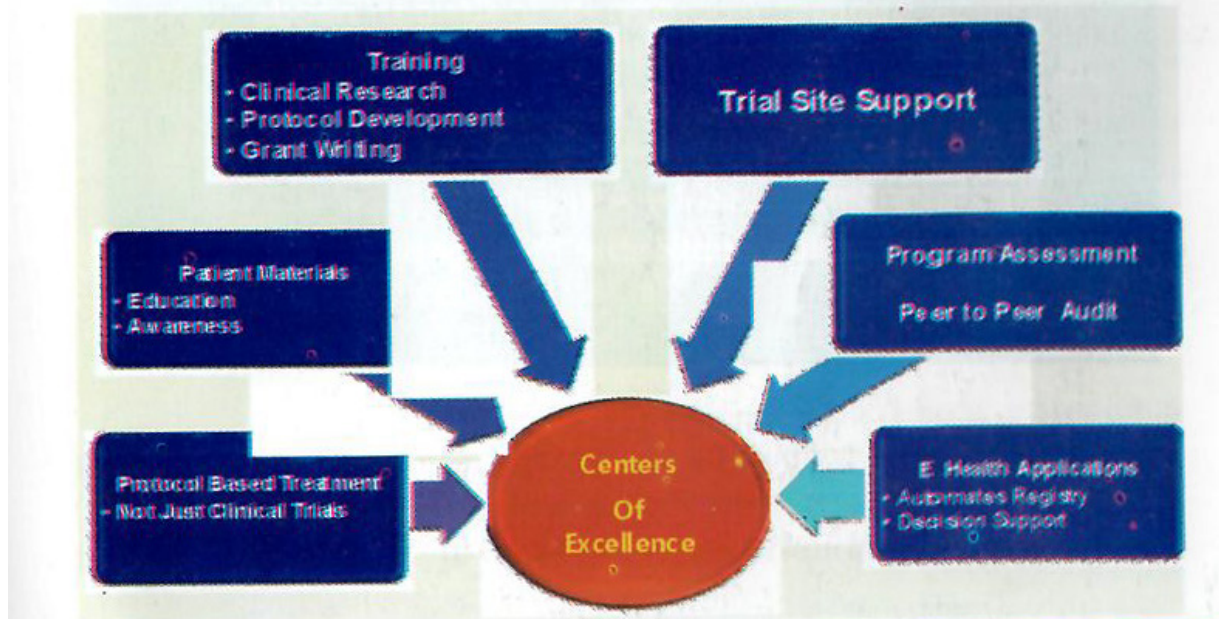 Training
- Clinical Research
- Protocol Development
- Grant Writing
Trial Site Support
Patient Materials
- Education
- Awareness
Program Assessment
Peer to Peer Audit
Protocol Based Treatment
- Not Just Clinical Trials
Centers
Of
Excellence
E Health Applications
- Automates Registry
- Decision Support